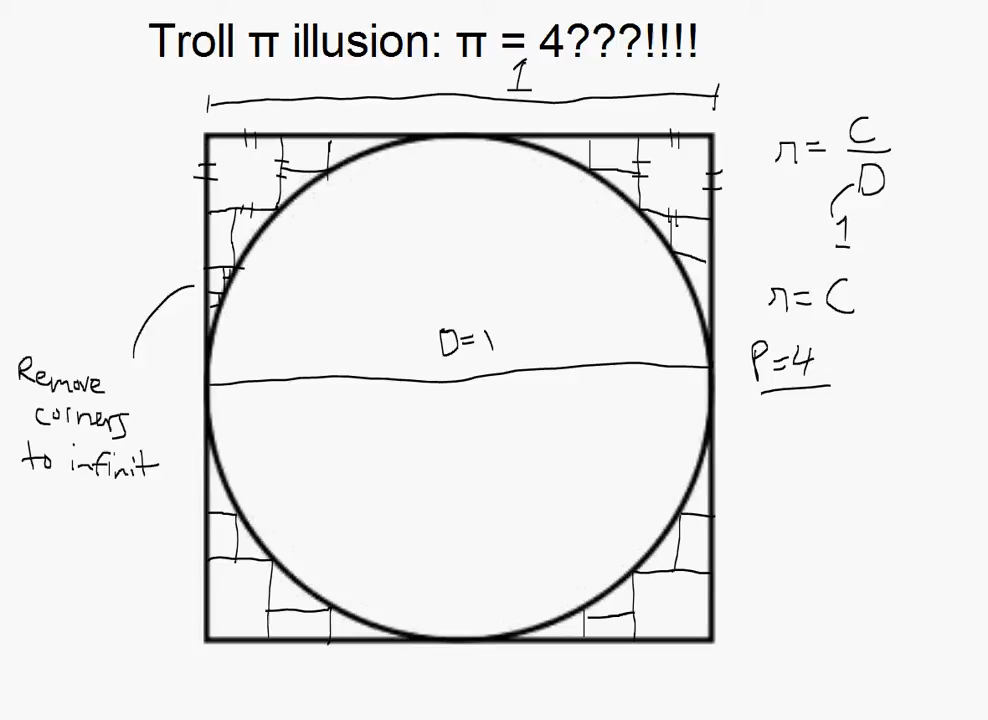 Troll π illusion: π = 4???!!!!
1
π = C/D
1
π = C
D=1
P=4
Remove
corners
to infinit